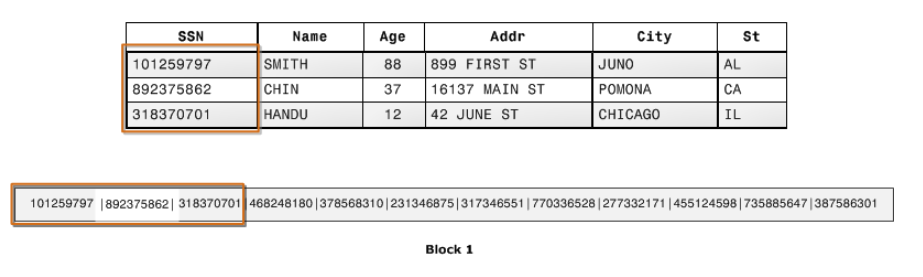 SSN Name Age Addr City St
101259797 SMITH 88 899 FIRST ST JUNO AL
892375862 CHIN 37 16137 MAIN ST POMONA CA
318370701 HANDU 12 42 JUNE ST CHICAGO IL
101259797 |892375862| 318370701|468248180|378568310|231346875|317346551|770336528|277332171|455124598|735885647|387586301
Block 1